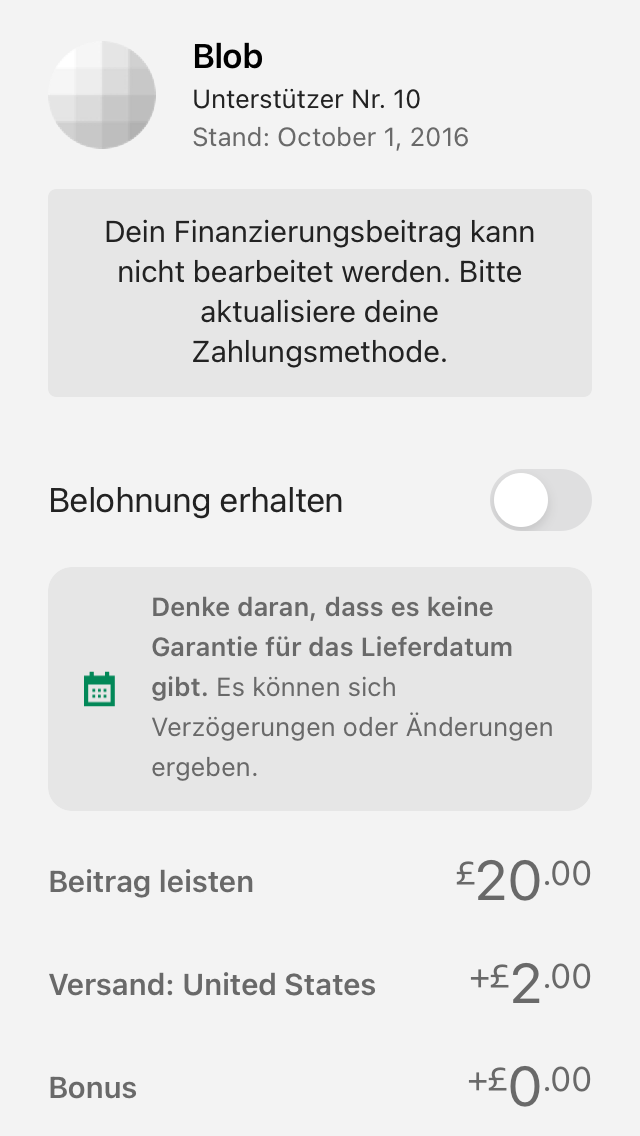 Blob
Unterstützer Nr. 10
Stand: October 1, 2016
Dein Finanzierungsbeitrag kann
nicht bearbeitet werden. Bitte
aktualisiere deine
Zahlungsmethode.
Belohnung erhalten
Denke daran, dass es keine
Garantie für das Lieferdatum
gibt. Es können sich
Verzögerungen oder Änderungen
ergeben.
Beitrag leisten £20.00
Versand: United States +£2.00
Bonus +£0.00